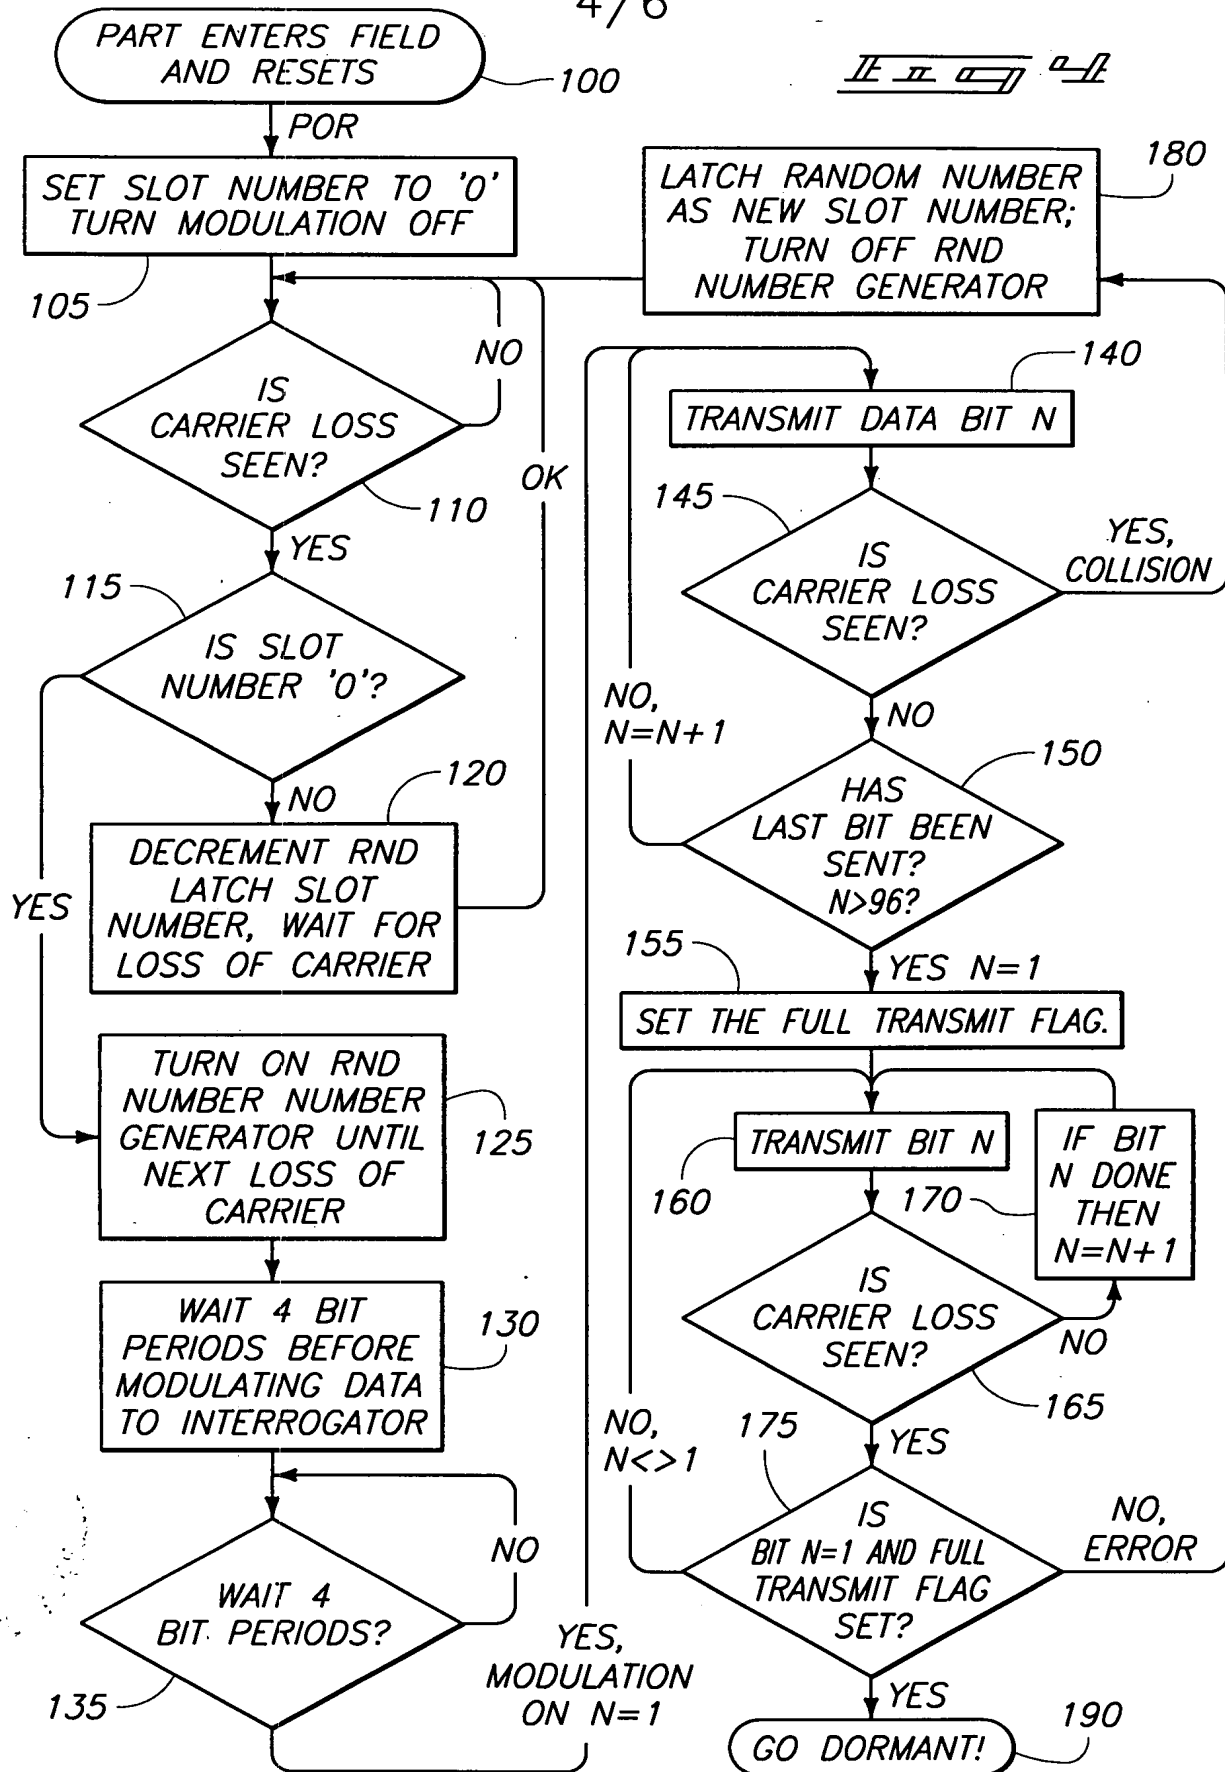 4/6
Fig 4
PART ENTERS FIELD
AND RESETS
100
POR
SET SLOT NUMBER TO '0'
TURN MODULATION OFF
105
IS
CARRIER LOSS
SEEN?
NO
110
OK
YES
115
IS SLOT
NUMBER '0'?
YES
NO
120
DECREMENT RND
LATCH SLOT
NUMBER, WAIT FOR
LOSS OF CARRIER
TURN ON RND
NUMBER NUMBER
GENERATOR UNTIL
NEXT LOSS OF
CARRIER
125
WAIT 4 BIT
PERIODS BEFORE
MODULATING DATA
TO INTERROGATOR
130
NO
WAIT 4
BIT PERIODS?
135
YES,
MODULATION
ON N=1
LATCH RANDOM NUMBER
AS NEW SLOT NUMBER;
TURN OFF RND
NUMBER GENERATOR
180
140
TRANSMIT DATA BIT N
145
IS
CARRIER LOSS
SEEN?
YES,
COLLISION
NO
NO,
N=N+1
150
HAS
LAST BIT BEEN
SENT?
N>96?
155
YES N=1
SET THE FULL TRANSMIT FLAG.
TRANSMIT BIT N
160
170
IF BIT
N DONE
THEN
N=N+1
IS
CARRIER LOSS
SEEN?
NO
165
YES
NO,
N<>1
175
IS
BIT N=1 AND FULL
TRANSMIT FLAG
SET?
NO,
ERROR
YES
190
GO DORMANT!